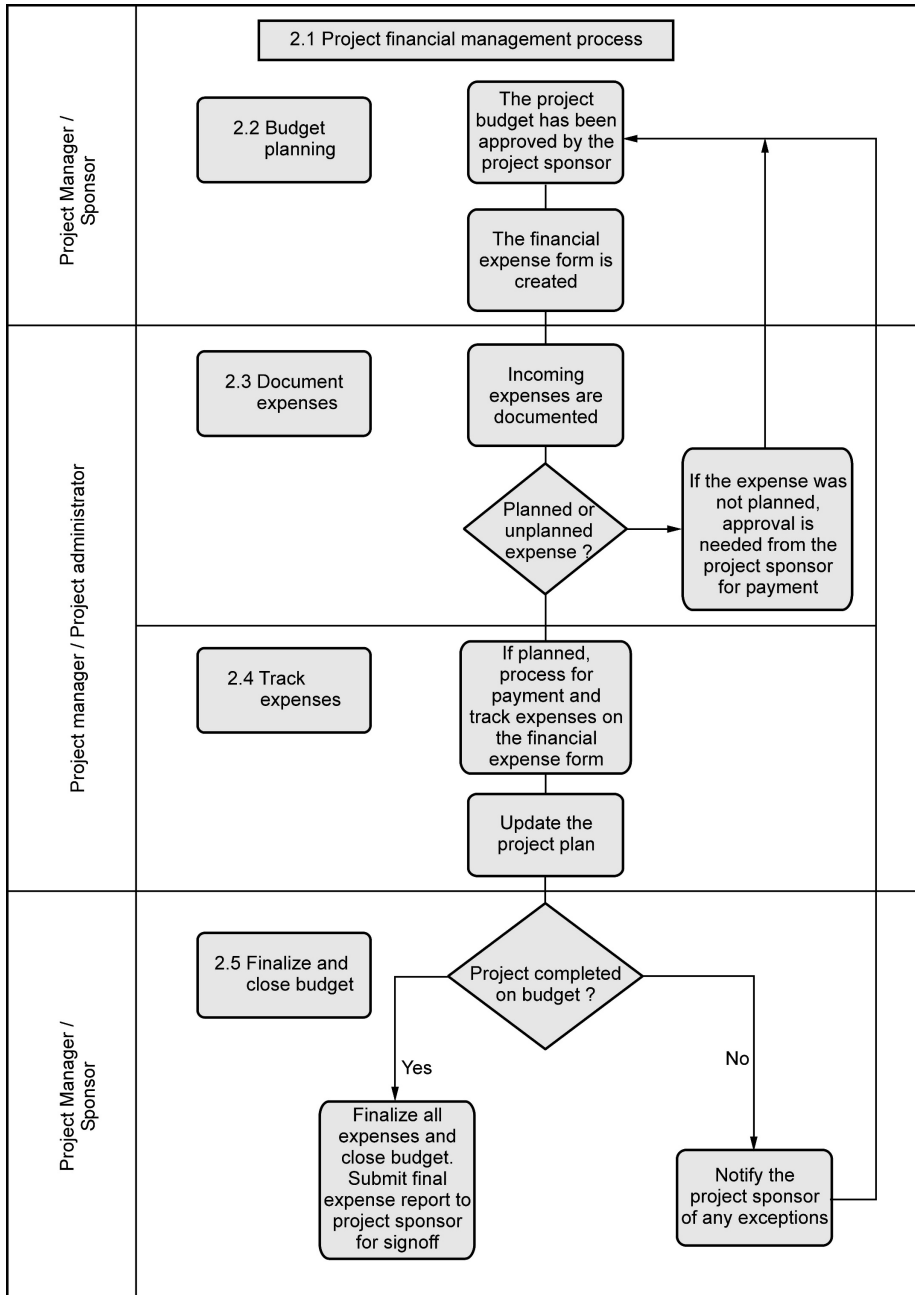 2.1 Project financial management process
Project Manager /
Sponsor
2.2 Budget
planning
The project
budget has been
approved by the
project sponsor
The financial
expense form is
created
Project manager / Project administrator
2.3 Document
expenses
Incoming
expenses are
documented
Planned or
unplanned
expense ?
If the expense was
not planned,
approval is
needed from the
project sponsor
for payment
2.4 Track
expenses
If planned,
process for
payment and
track expenses on
the financial
expense form
Update the
project plan
Project Manager /
Sponsor
2.5 Finalize and
close budget
Project completed
on budget ?
Yes
No
Finalize all
expenses and
close budget.
Submit final
expense report to
project sponsor
for signoff
Notify the
project sponsor
of any exceptions